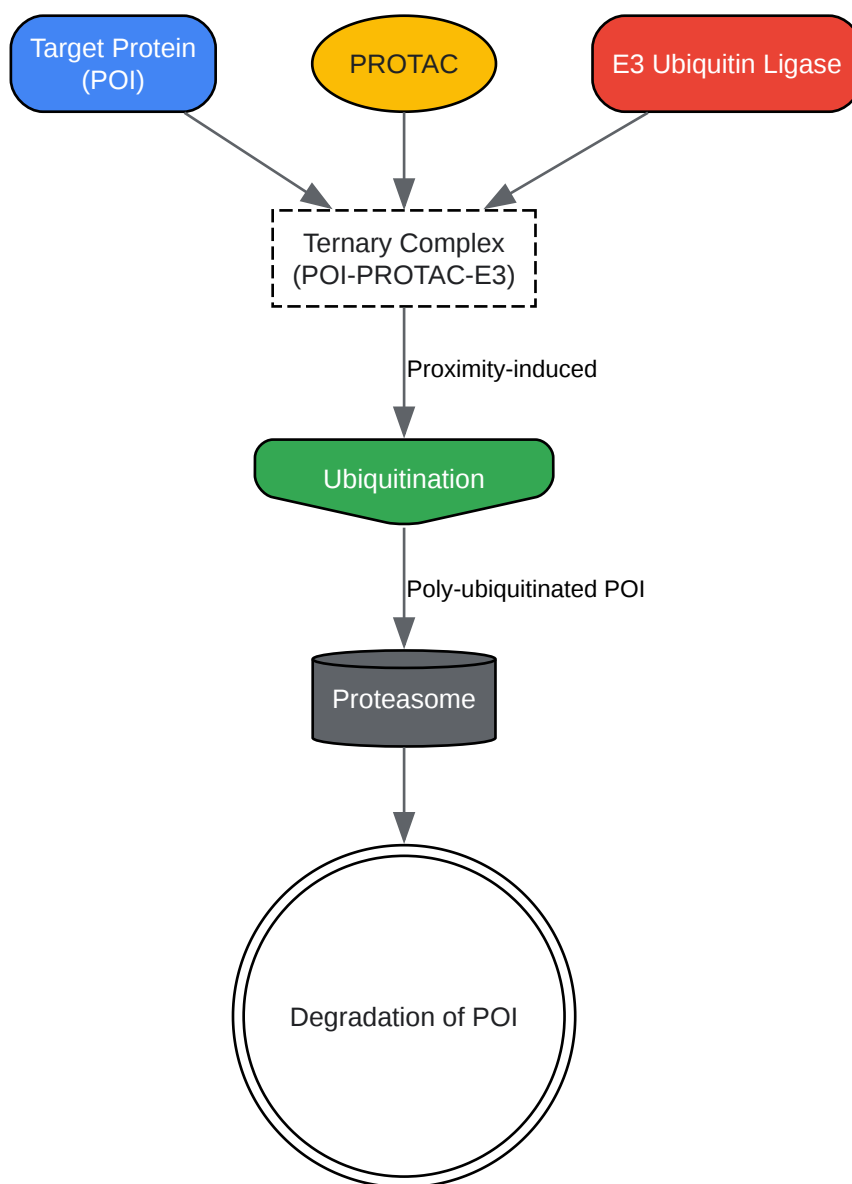 Target Protein
(POI)
PROTAC
E3 Ubiquitin Ligase
Ternary Complex
(POI-PROTAC-E3)
Proximity-induced
Ubiquitination
Poly-ubiquitinated POI
Proteasome
Degradation of POI